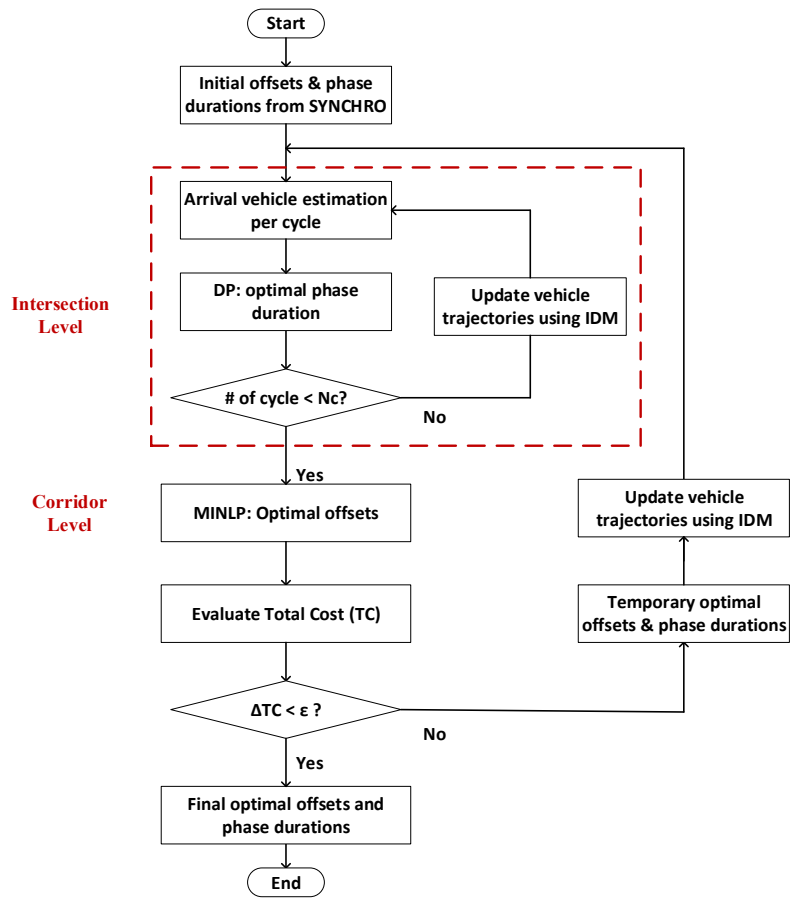 Start
Initial offsets & phase
durations from SYNCHRO
Arrival vehicle estimation
per cycle
DP: optimal phase
duration
Update vehicle
trajectories using IDM
Intersection
Level
# of cycle < Nc?
No
Yes
Corridor
Level
MINLP: Optimal offsets
Update vehicle
trajectories using IDM
Evaluate Total Cost (TC)
Temporary optimal
offsets & phase durations
ΔTC < ε ?
No
Yes
Final optimal offsets and
phase durations
End